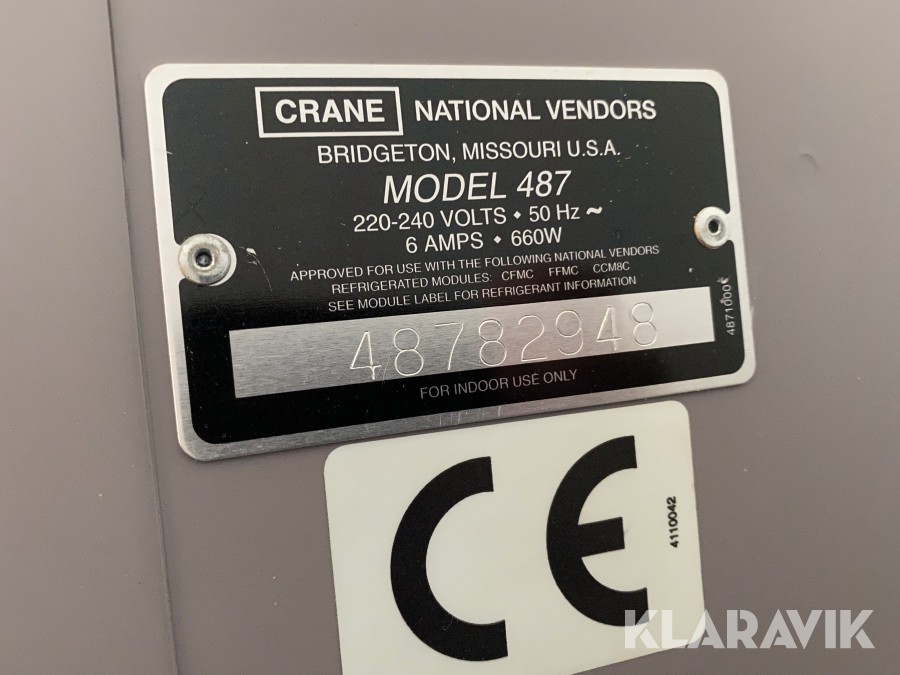 CRANE NATIONAL VENDORS
BRIDGETON, MISSOURI U.S.A.
MODEL 487
220-240 VOLTS • 50 Hz ~
6 AMPS • 660W
APPROVED FOR USE WITH THE FOLLOWING NATIONAL VENDORS
REFRIGERATED MODULES: CFMC FFMC CCM8C
SEE MODULE LABEL FOR REFRIGERANT INFORMATION
48782948
FOR INDOOR USE ONLY
CE
4110042
KLARAVIK